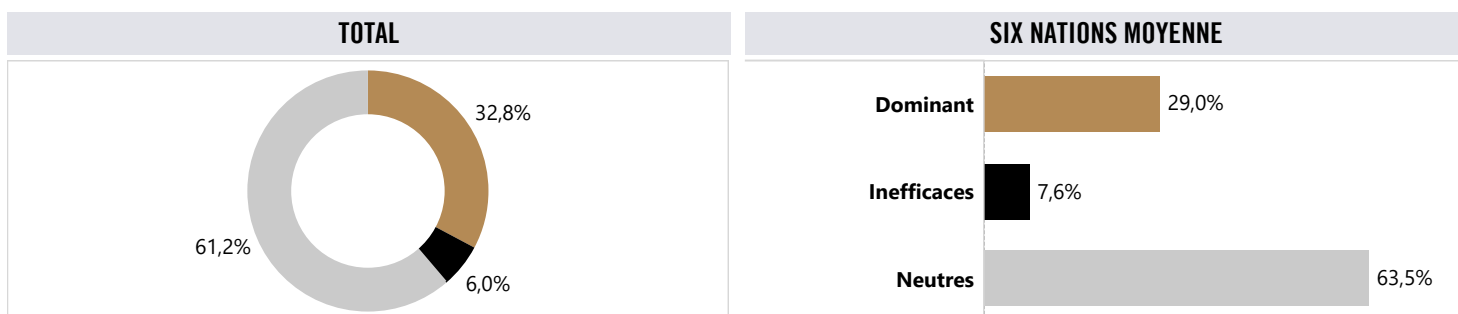 TOTAL
32,8%
61,2%
6,0%
SIX NATIONS MOYENNE
Dominant 29,0%
Inefficaces 7,6%
Neutres 63,5%